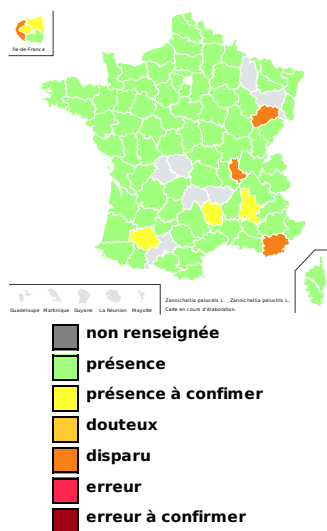 Île-de-France
Guadeloupe Martinique Guyane La Réunion Mayotte
Zannichellia palustris L. , Zannichellia palustris L.
Carte en cours d'élaboration.
non renseignée
présence
présence à confimer
douteux
disparu
erreur
erreur à confirmer